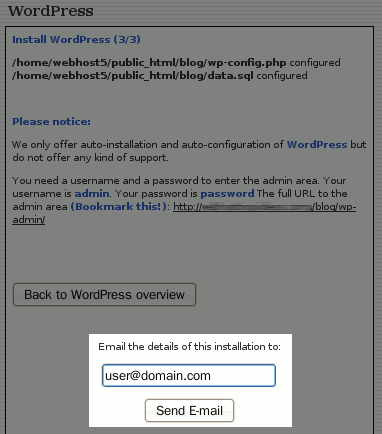 WordPress
Install WordPress (3/3)
/home/webhost5/public_html/blog/wp-config.php configured
/home/webhost5/public_html/blog/data.sql configured
Please notice:
We only offer auto-installation and auto-configuration of WordPress but
do not offer any kind of support.
You need a username and a password to enter the admin area. Your
username is admin. Your password is password The full URL to the
admin area (Bookmark this!): http:/ /blog/wp-
admin/
Back to WordPress overview
Email the details of this installation to:
user@domain.com
Send E-mail